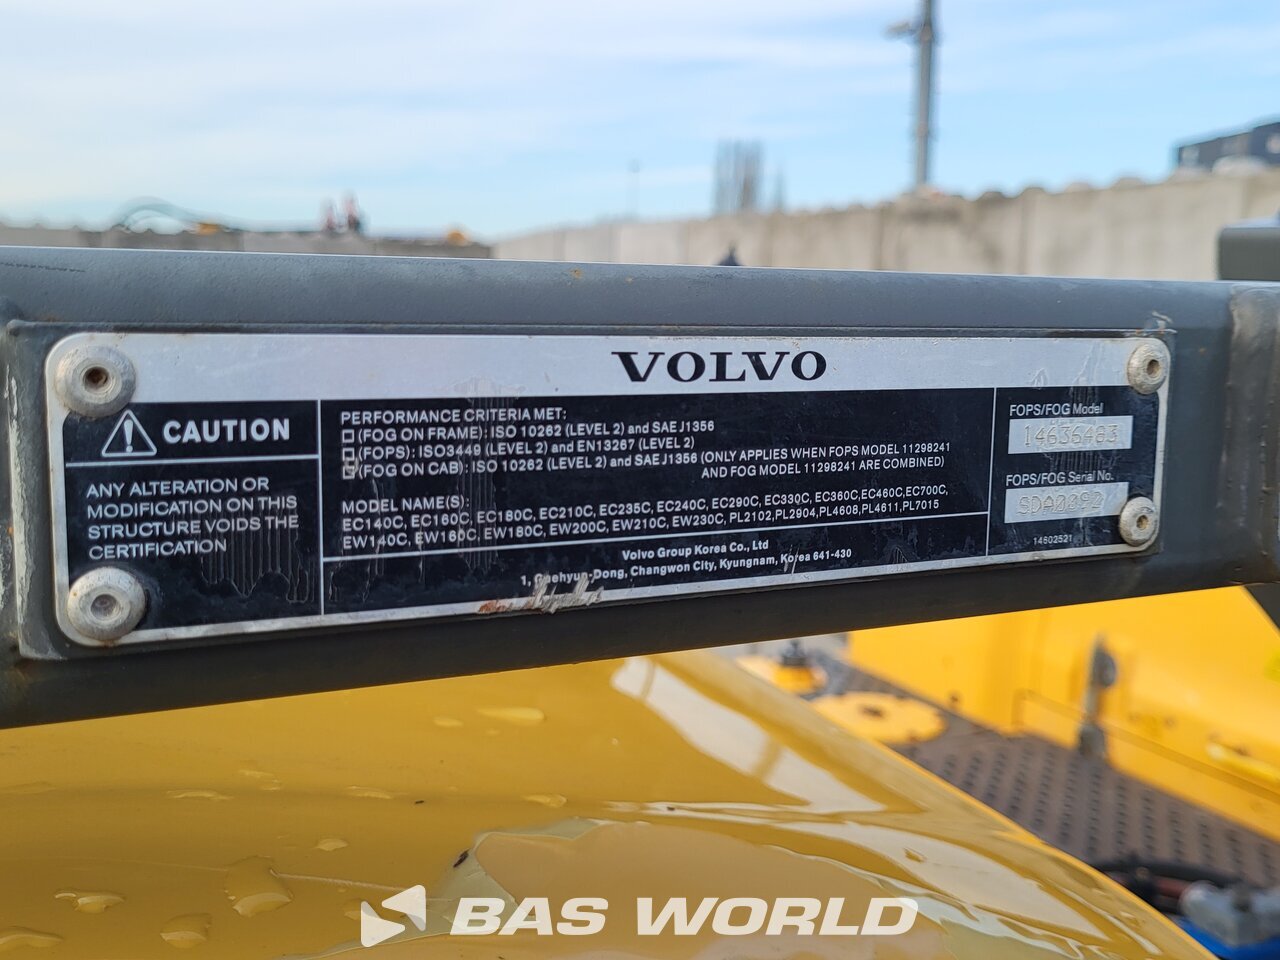 VOLVO
CAUTION
ANY ALTERATION OR
MODIFICATION ON THIS
STRUCTURE VOIDS THE
CERTIFICATION
PERFORMANCE CRITERIA MET:
(FOG ON FRAME): ISO 10262 (LEVEL 2) and SAE J1356
(FOPS): ISO3449 (LEVEL 2) and EN13267 (LEVEL 2)
(FOG ON CAB): ISO 10262 (LEVEL 2) and SAE J1356 (ONLY APPLIES WHEN FOPS MODEL 11298241
AND FOG MODEL 11298241 ARE COMBINED)
MODEL NAME(S):
EC140C, EC160C, EC180C, EC210C, EC235C, EC240C, EC290C, EC330C, EC360C, EC460C, EC700C,
EW140C, EW160C, EW180C, EW200C, EW210C, EW230C, PL2102, PL2904, PL4608, PL4611, PL7015
Volvo Group Korea Co., Ltd
1, Changwon City, Kyungnam, Korea 641-430
FOPS/FOG Model
14636483
FOPS/FOG Serial No.
14602521
BAS WORLD